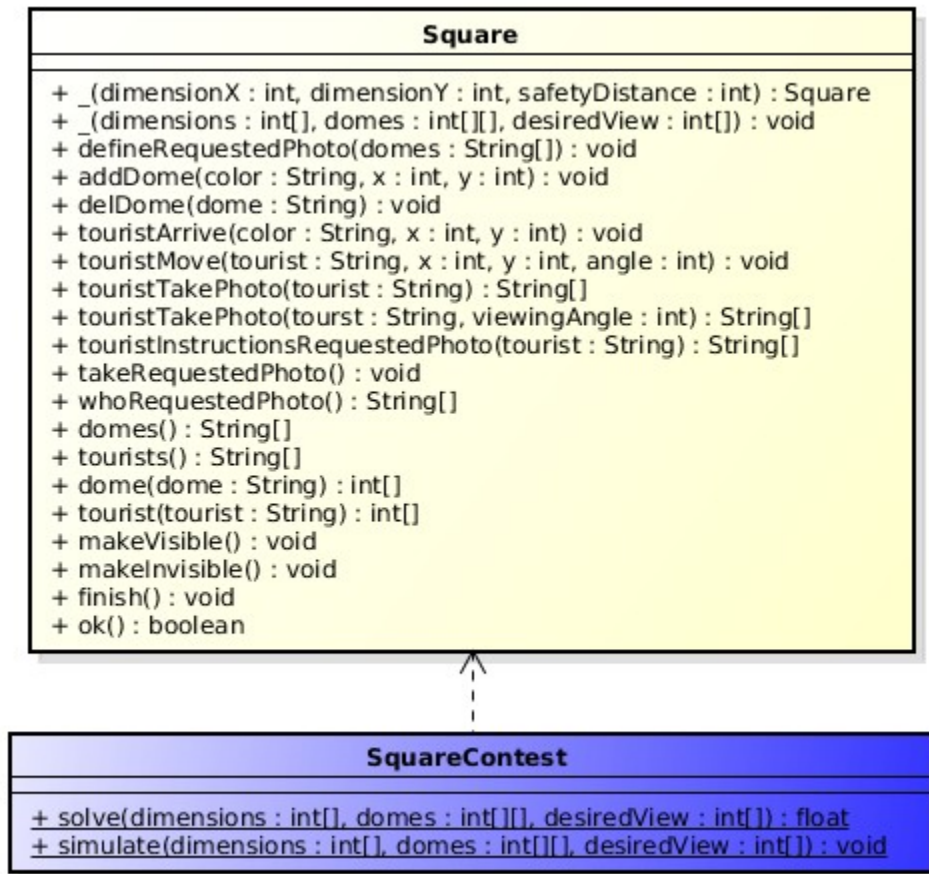 Square
+ _(dimensionX : int, dimensionY : int, safetyDistance : int) : Square
+ _(dimensions : int[], domes : int[][], desiredView : int[]) : void
+ defineRequestedPhoto(domes : String[]) : void
+ addDome(color : String, x : int, y : int) : void
+ delDome(dome : String) : void
+ touristArrive(color : String, x : int, y : int) : void
+ touristMove(tourist : String, x : int, y : int, angle : int) : void
+ touristTakePhoto(tourist : String) : String[]
+ touristTakePhoto(tourst : String, viewingAngle : int) : String[]
+ touristInstructionsRequestedPhoto(tourist : String) : String[]
+ takeRequestedPhoto() : void
+ whoRequestedPhoto() : String[]
+ domes() : String[]
+ tourists() : String[]
+ dome(dome : String) : int[]
+ tourist(tourist : String) : int[]
+ makeVisible() : void
+ makeInvisible() : void
+ finish() : void
+ ok() : boolean
SquareContest
+ solve(dimensions : int[], domes : int[][], desiredView : int[]) : float
+ simulate(dimensions : int[], domes : int[][], desiredView : int[]) : void